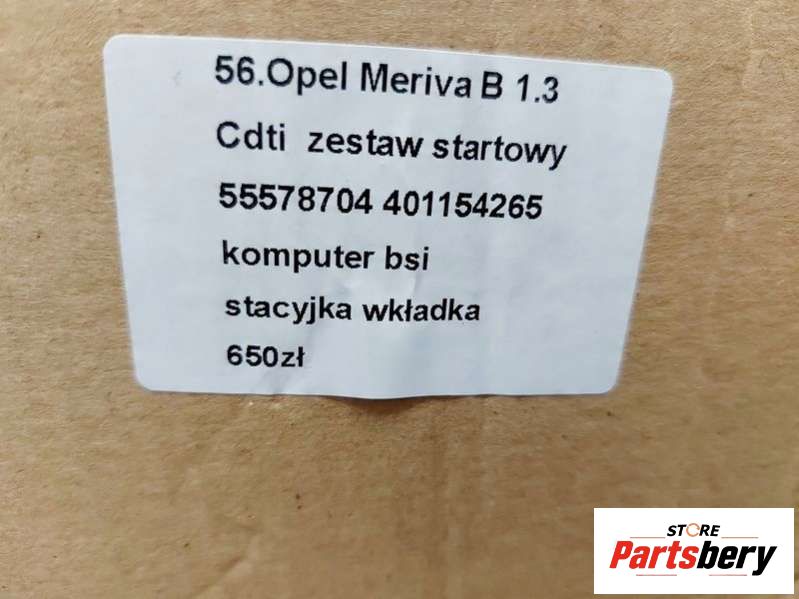 56.Opel Meriva B 1.3
Cdti zestaw startowy
55578704 401154265
komputer bsi
stacyjka wkładka
650zł
STORE
Partsbery